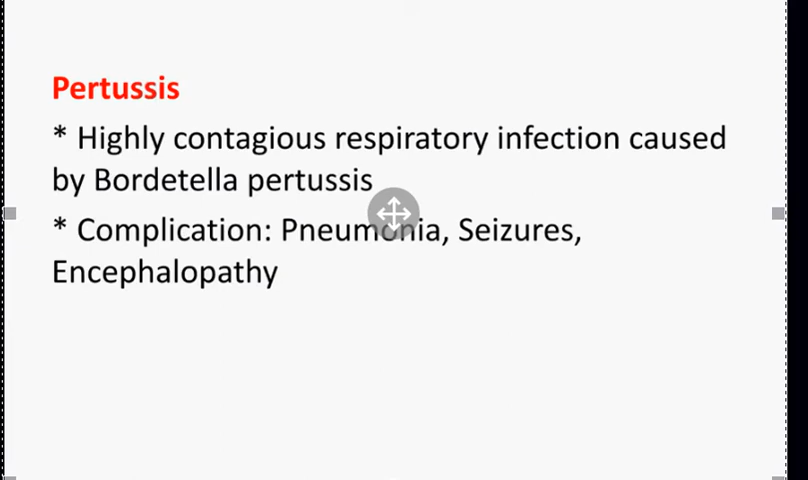 Pertussis
* Highly contagious respiratory infection caused
by Bordetella pertussis
* Complication: Pneumonia, Seizures,
Encephalopathy